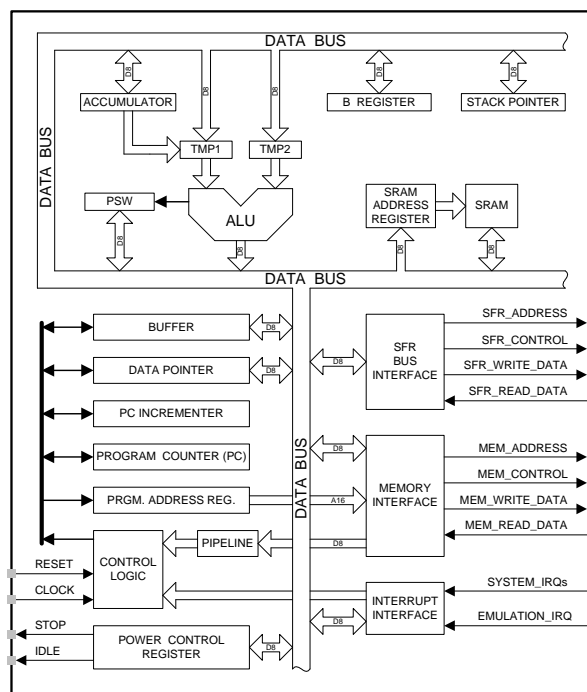 DATA BUS
D8
D8
D8
D8
D8
ACCUMULATOR
B REGISTER
STACK POINTER
DATA BUS
TMP1
TMP2
PSW
ALU
SRAM
ADDRESS
REGISTER
SRAM
D8
D8
D8
D8
DATA BUS
BUFFER
D8
DATA POINTER
D8
PC INCREMENTER
PROGRAM COUNTER (PC)
PRGM. ADDRESS REG.
A16
DATA BUS
D8
SFR
BUS
INTERFACE
SFR_ADDRESS
SFR_CONTROL
SFR_WRITE_DATA
SFR_READ_DATA
D8
MEMORY
INTERFACE
MEM_ADDRESS
MEM_CONTROL
MEM_WRITE_DATA
MEM_READ_DATA
RESET
CLOCK
CONTROL
LOGIC
PIPELINE
D8
INTERRUPT
INTERFACE
SYSTEM_IRQs
EMULATION_IRQ
D8
STOP
IDLE
POWER CONTROL
REGISTER
D8